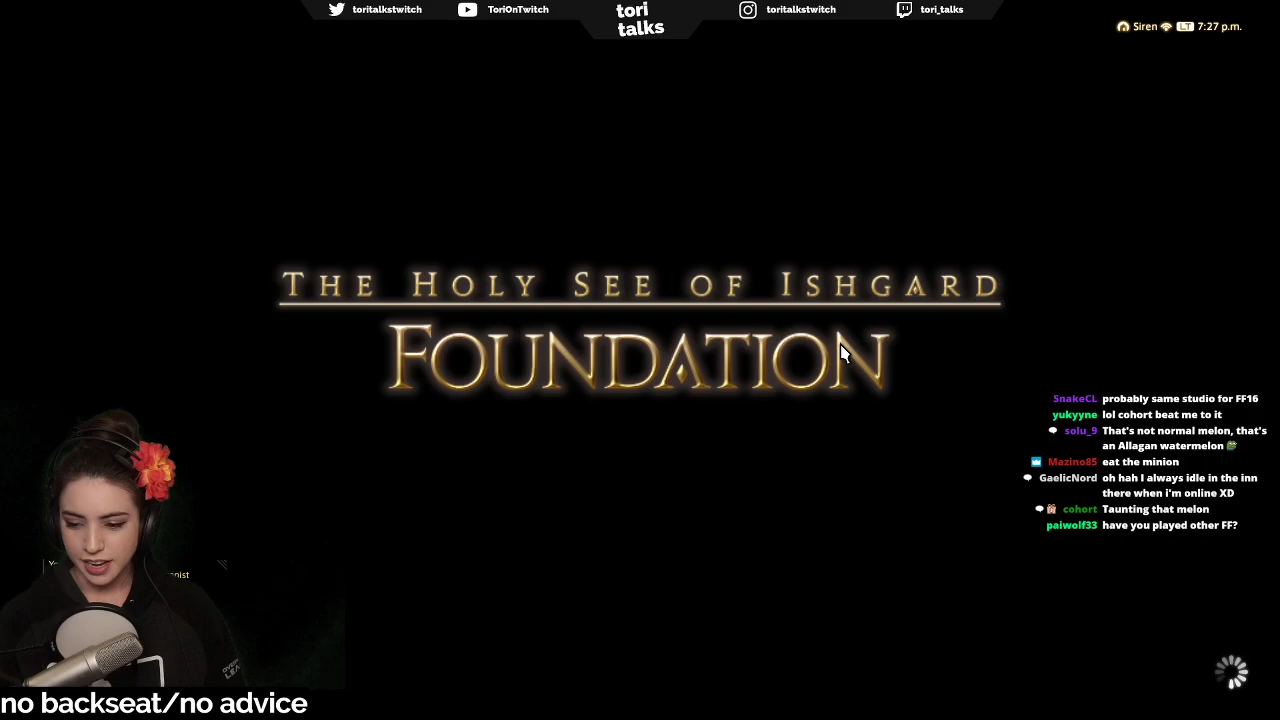 toritalkstwitch
ToriOnTwitch
tori
talks
toritalkstwitch
tori_talks
Siren LT 7:27 p.m.
THE HOLY SEE OF ISHGARD
FOUNDATION
SnakeCL probably same studio for FF16
yukyyne lol cohort beat me to it
solu_9 That's not normal melon, that's
an Allagan watermelon
Mazino85 eat the minion
GaelicNord oh hah I always idle in the inn
there when i'm online XD
cohort Taunting that melon
paiwolf33 have you played other FF?
no backseat/no advice